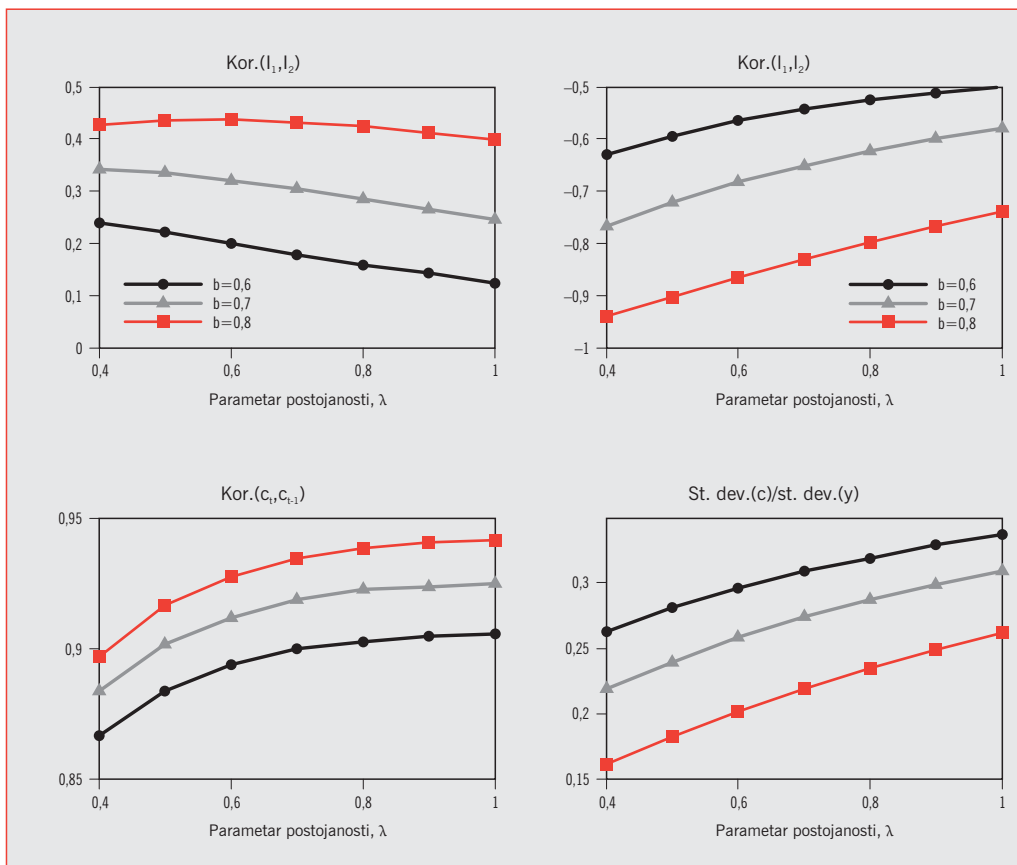 Kor.(I₁,I₂)
0,5
0,4
0,3
0,2
0,1
0
b=0,6
b=0,7
b=0,8
0,4 0,6 0,8 1
Parametar postojanosti, λ
Kor.(I₁,I₂)
–0,5
–0,6
–0,7
–0,8
–0,9
–1
b=0,6
b=0,7
b=0,8
0,4 0,6 0,8 1
Parametar postojanosti, λ
Kor.(cₜ,cₜ₋₁)
0,95
0,9
0,85
0,4 0,6 0,8 1
Parametar postojanosti, λ
St. dev.(c)/st. dev.(y)
0,3
0,25
0,2
0,15
0,4 0,6 0,8 1
Parametar postojanosti, λ